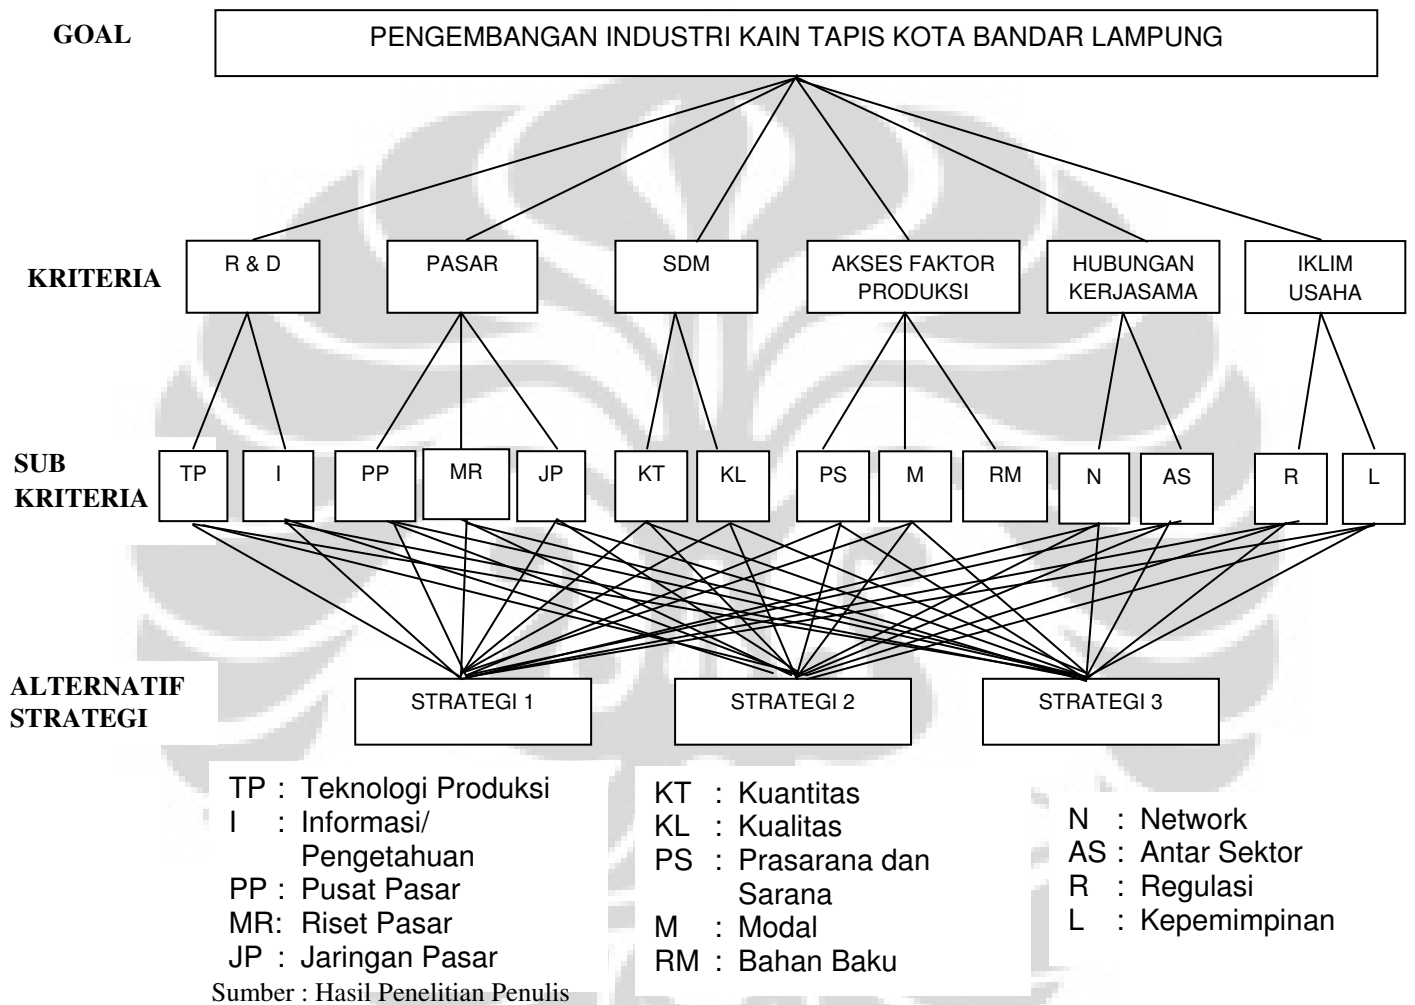 GOAL
PENGEMBANGAN INDUSTRI KAIN TAPIS KOTA BANDAR LAMPUNG
KRITERIA
R & D
PASAR
SDM
AKSES FAKTOR
PRODUKSI
HUBUNGAN
KERJASAMA
IKLIM
USAHA
SUB
KRITERIA
TP
I
PP
MR
JP
KT
KL
PS
M
RM
N
AS
R
L
ALTERNATIF
STRATEGI
STRATEGI 1
STRATEGI 2
STRATEGI 3
TP : Teknologi Produksi
I : Informasi/
Pengetahuan
PP : Pusat Pasar
MR: Riset Pasar
JP : Jaringan Pasar
KT : Kuantitas
KL : Kualitas
PS : Prasarana dan
Sarana
M : Modal
RM : Bahan Baku
N : Network
AS : Antar Sektor
R : Regulasi
L : Kepemimpinan
Sumber : Hasil Penelitian Penulis